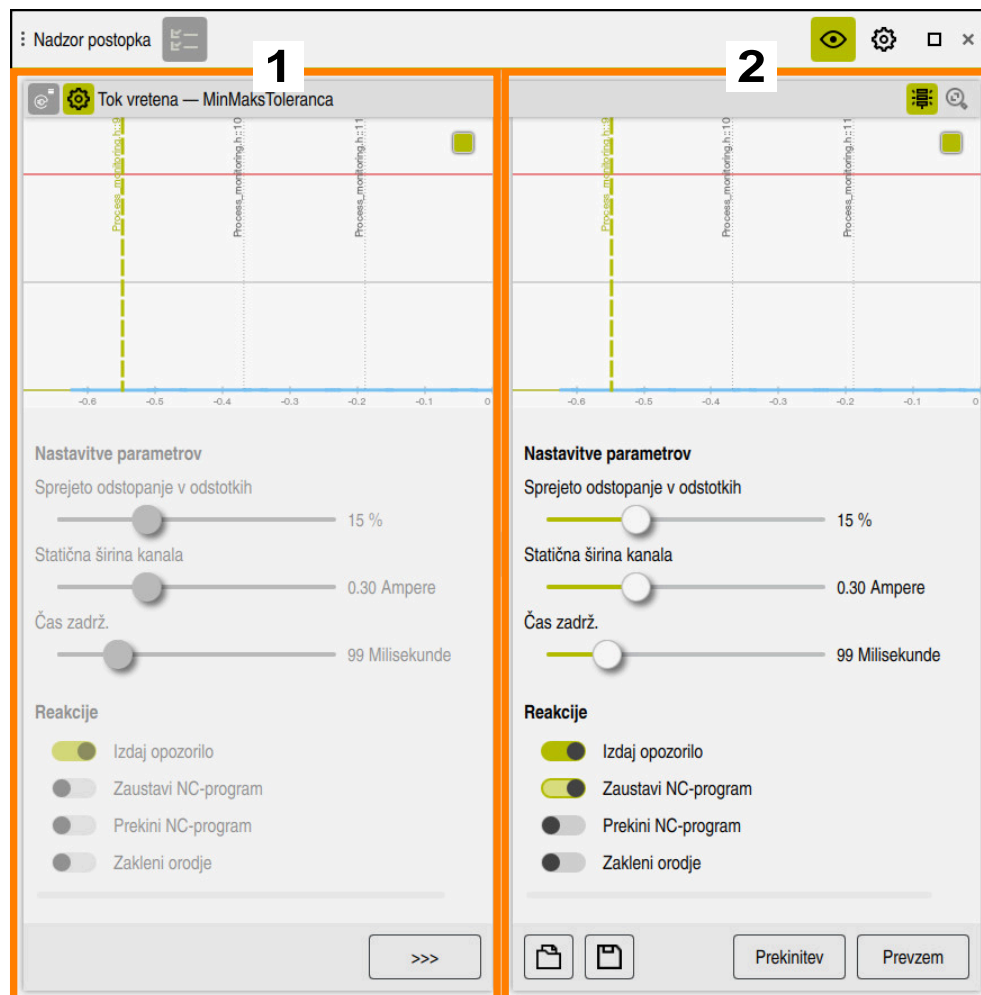 Nadzor postopka
1
2
Tok vretena — MinMaksToleranca
Process_monitoring.h::9
Process_monitoring.h::10
Process_monitoring.h::11
-0.6 -0.5 -0.4 -0.3 -0.2 -0.1 0
Nastavitve parametrov
Sprejeto odstopanje v odstotkih
15 %
Statična širina kanala
0.30 Ampere
Čas zadrž.
99 Milisekunde
Reakcije
Izdaj opozorilo
Zaustavi NC-program
Prekini NC-program
Zakleni orodje
>>>
Process_monitoring.h::9
Process_monitoring.h::10
Process_monitoring.h::11
-0.6 -0.5 -0.4 -0.3 -0.2 -0.1 0
Nastavitve parametrov
Sprejeto odstopanje v odstotkih
15 %
Statična širina kanala
0.30 Ampere
Čas zadrž.
99 Milisekunde
Reakcije
Izdaj opozorilo
Zaustavi NC-program
Prekini NC-program
Zakleni orodje
Prekinitev
Prevzem